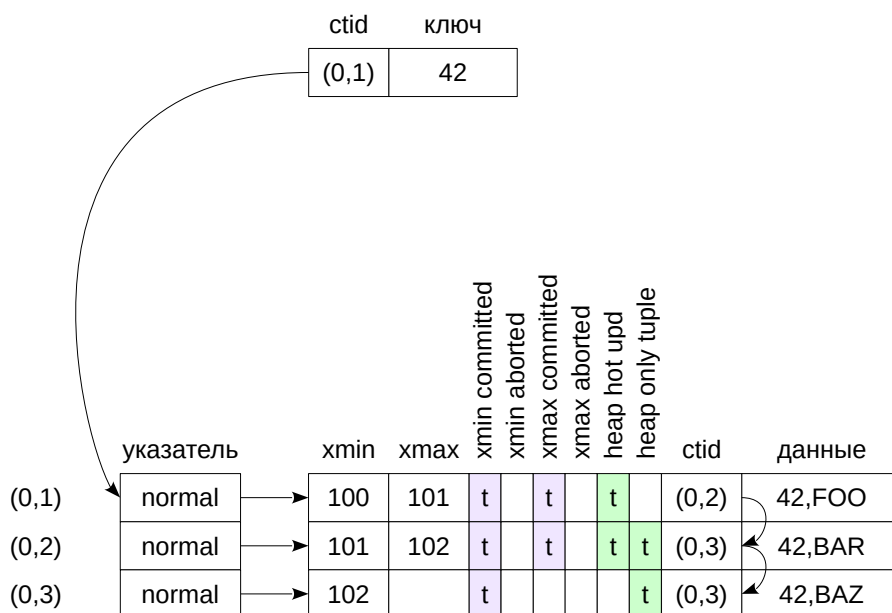 ctid ключ
(0,1) 42
xmin committed
xmin aborted
xmax committed
xmax aborted
heap hot upd
heap only tuple
указатель xmin xmax ctid данные
(0,1) normal 100 101 t t t (0,2) 42,FOO
(0,2) normal 101 102 t t t t (0,3) 42,BAR
(0,3) normal 102 t t (0,3) 42,BAZ